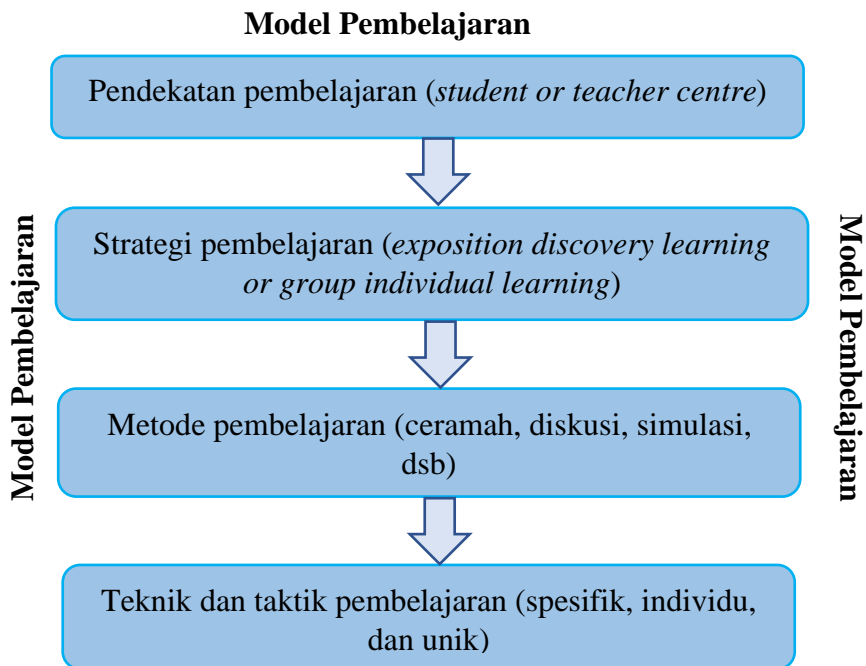 Model Pembelajaran
Pendekatan pembelajaran (student or teacher centre)
Model Pembelajaran
Strategi pembelajaran (exposition discovery learning
or group individual learning)
Model Pembelajaran
Metode pembelajaran (ceramah, diskusi, simulasi,
dsb)
Teknik dan taktik pembelajaran (spesifik, individu,
dan unik)